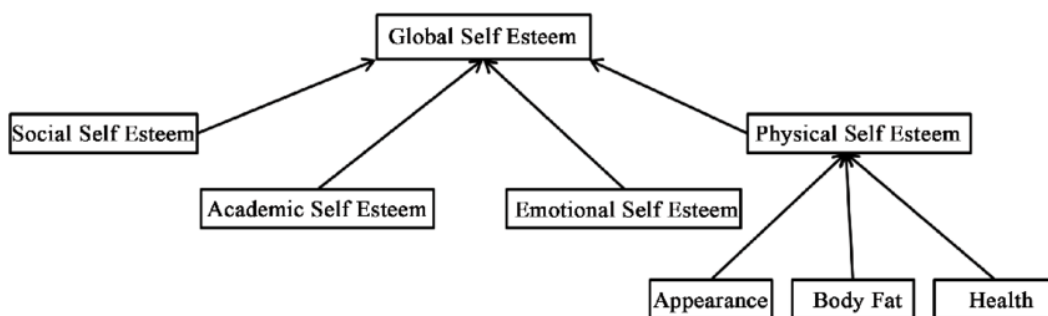 Global Self Esteem
Social Self Esteem
Physical Self Esteem
Academic Self Esteem
Emotional Self Esteem
Appearance
Body Fat
Health